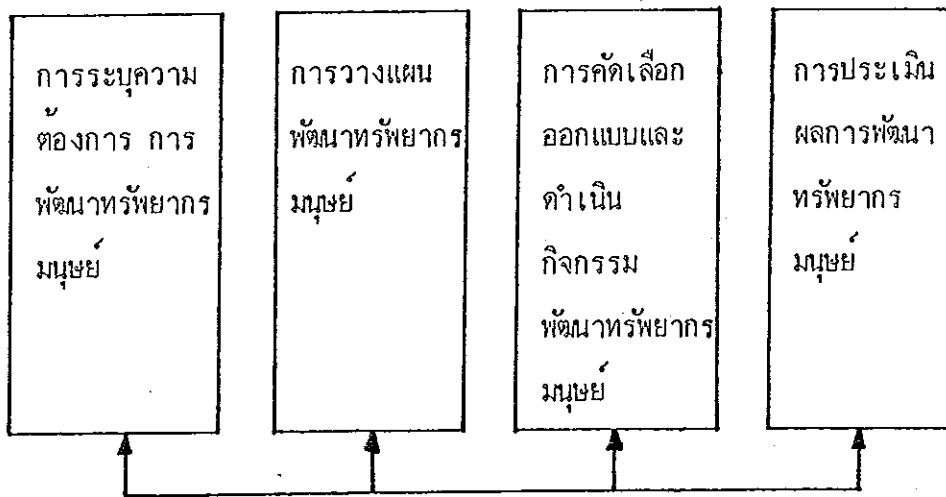 การระบุความ
ต้องการ การ
พัฒนาทรัพยากร
มนุษย์
การวางแผน
พัฒนาทรัพยากร
มนุษย์
การคัดเลือก
ออกแบบและ
ดำเนิน
กิจกรรม
พัฒนาทรัพยากร
มนุษย์
การประเมิน
ผลการพัฒนา
ทรัพยากร
มนุษย์